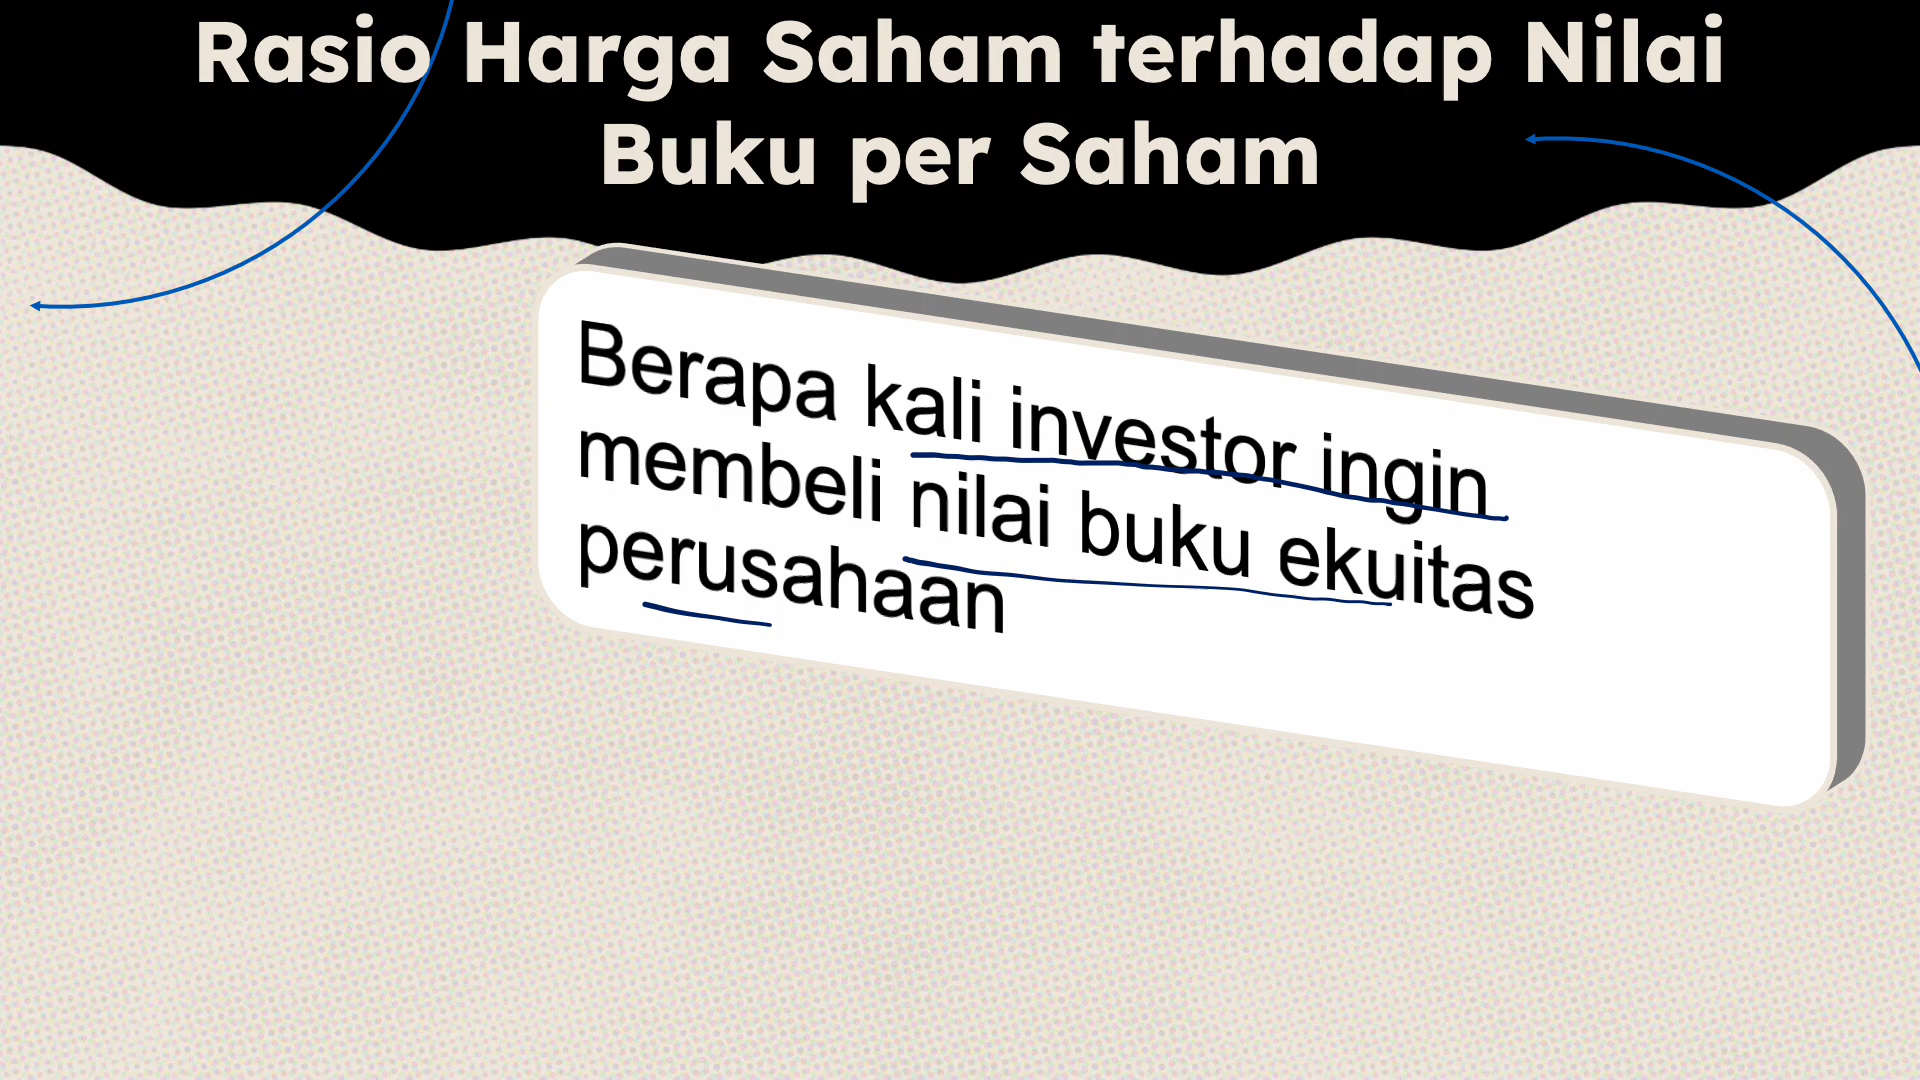 Rasio Harga Saham terhadap Nilai
Buku per Saham
Berapa kali investor ingin
membeli nilai buku ekuitas
perusahaan